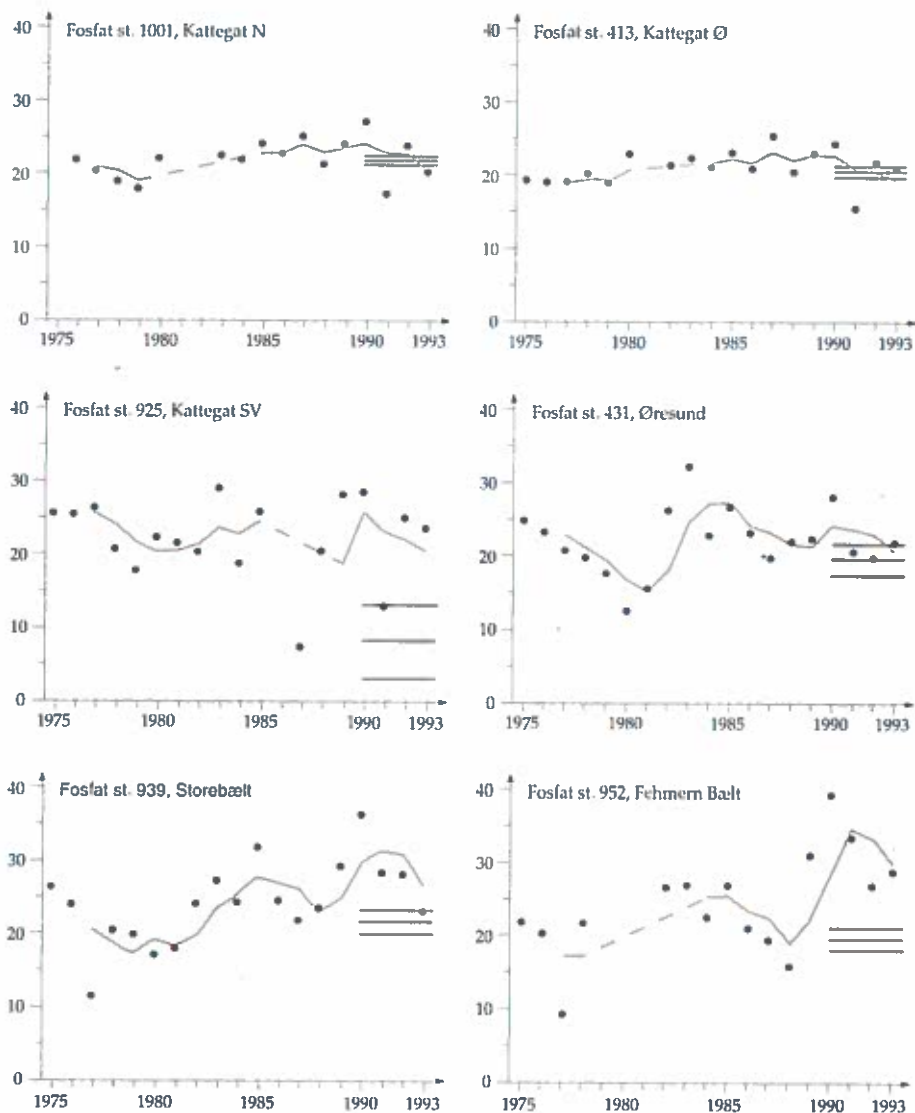 40
Fosfat st. 1001, Kattegat N
30
20
10
0
1975 1980 1985 1990 1993
40
Fosfat st. 413, Kattegat Ø
30
20
10
0
1975 1980 1985 1990 1993
40
Fosfat st. 925, Kattegat SV
30
20
10
0
1975 1980 1985 1990 1993
40
Fosfat st. 431, Øresund
30
20
10
0
1975 1980 1985 1990 1993
40
Fosfat st. 939, Storebælt
30
20
10
0
1975 1980 1985 1990 1993
40
Fosfat st. 952, Fehmern Bælt
30
20
10
0
1975 1980 1985 1990 1993